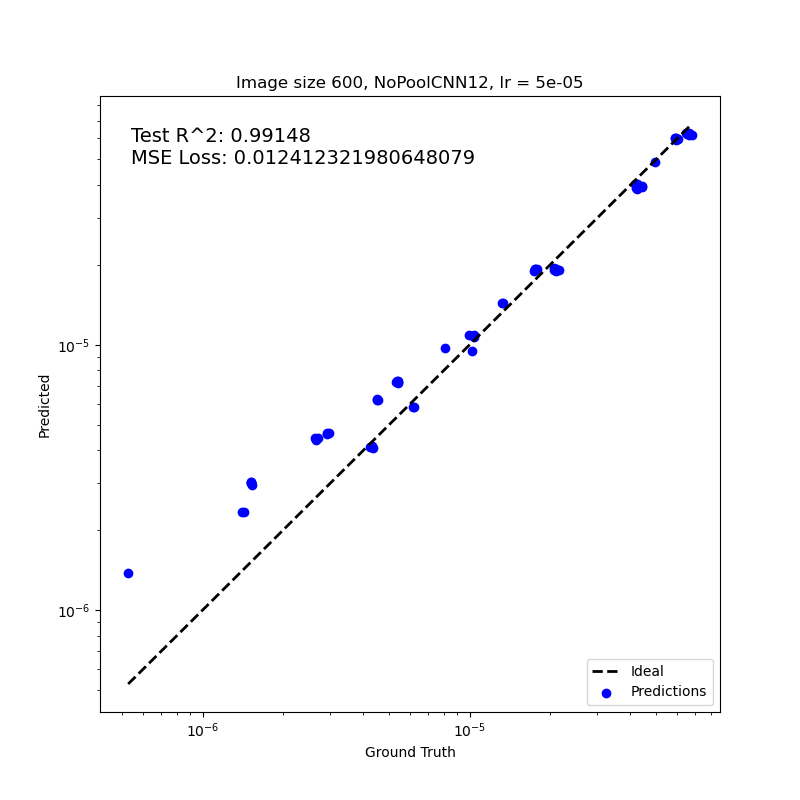 Image size 600, NoPoolCNN12, lr = 5e-05
Test R^2: 0.99148
MSE Loss: 0.012412321980648079
10⁻⁵
10⁻⁶
Predicted
10⁻⁶
10⁻⁵
Ground Truth
Ideal
Predictions